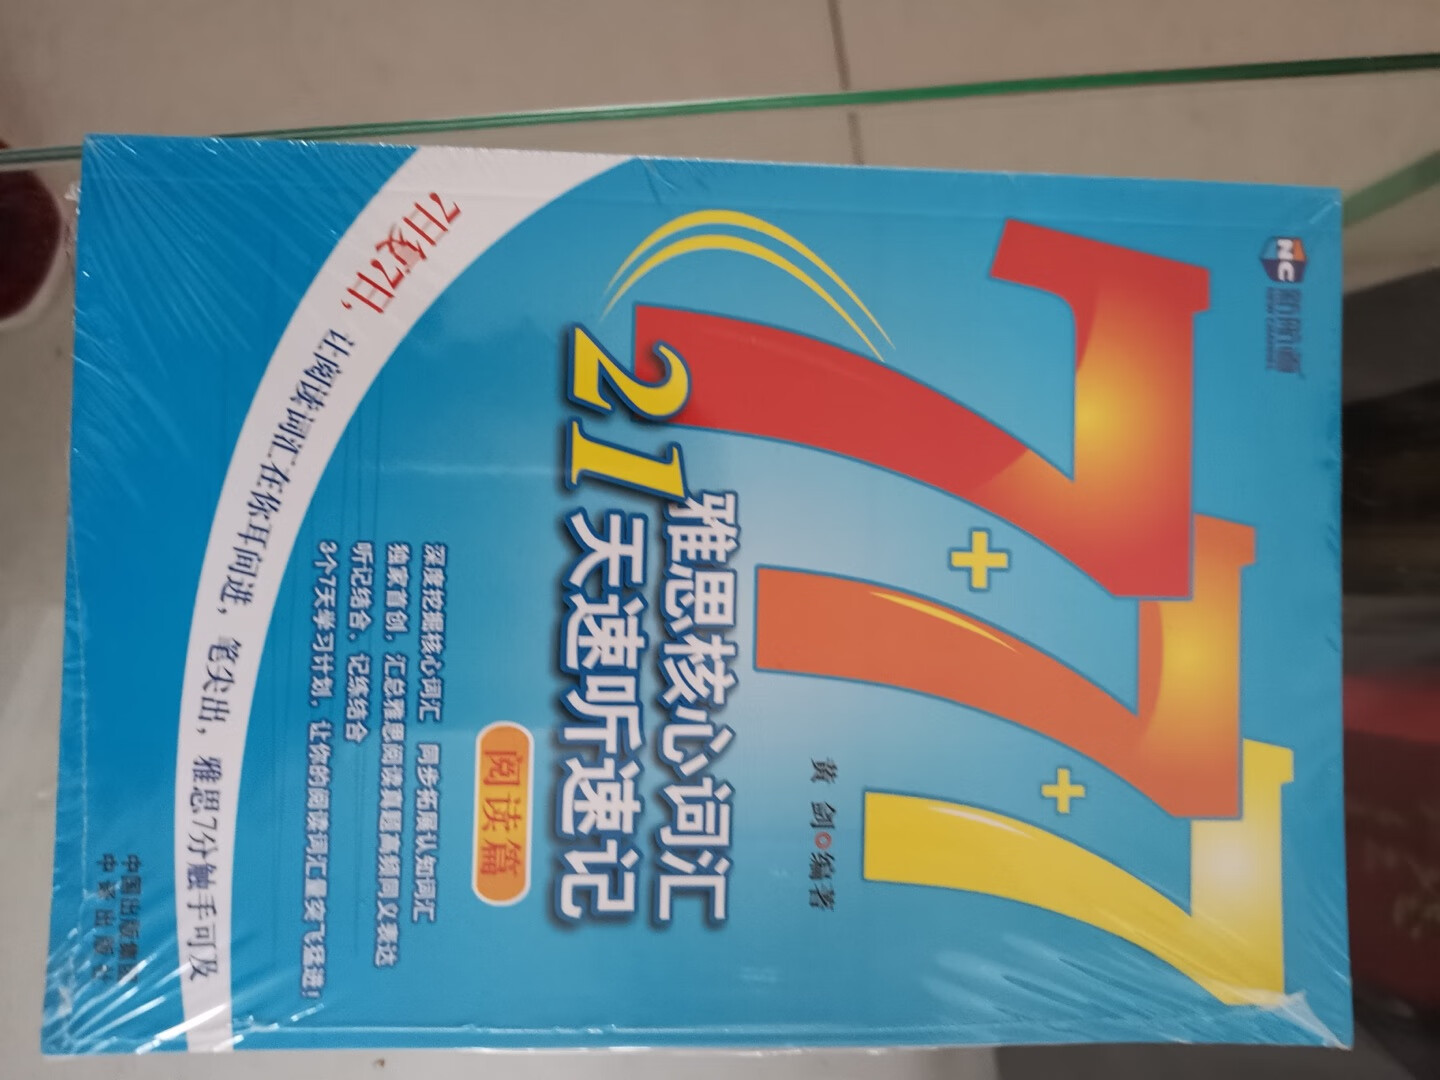 NC 新航道
NEW CHANNEL
7+7+7
黄 剑 编著
雅思核心词汇
21天速听速记
阅读篇
深度挖掘核心词汇 同步拓展认知词汇
独家首创，汇总雅思阅读真题高频同义表达
听记结合、记练结合
3个7天学习计划，让你的阅读词汇量突飞猛进！
7日复7日，让阅读词汇在你耳间进，笔尖出，雅思7分触手可及
中国出版集团
中译出版社